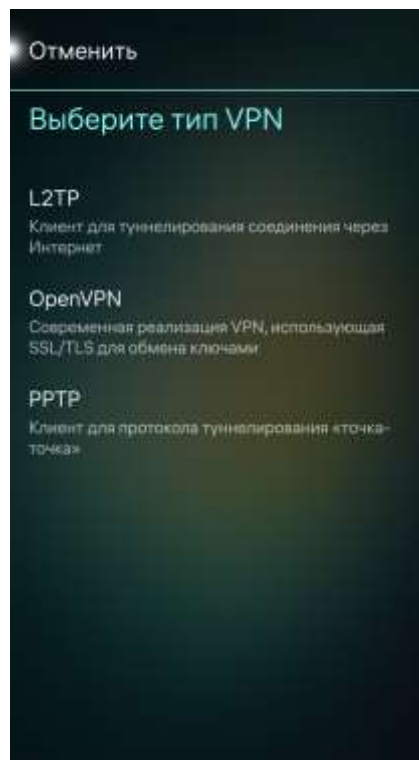 Отменить
Выберите тип VPN
L2TP
Клиент для туннелирования соединения через
Интернет
OpenVPN
Современная реализация VPN, использующая
SSL/TLS для обмена ключами
PPTP
Клиент для протокола туннелирования «точка-
точка»